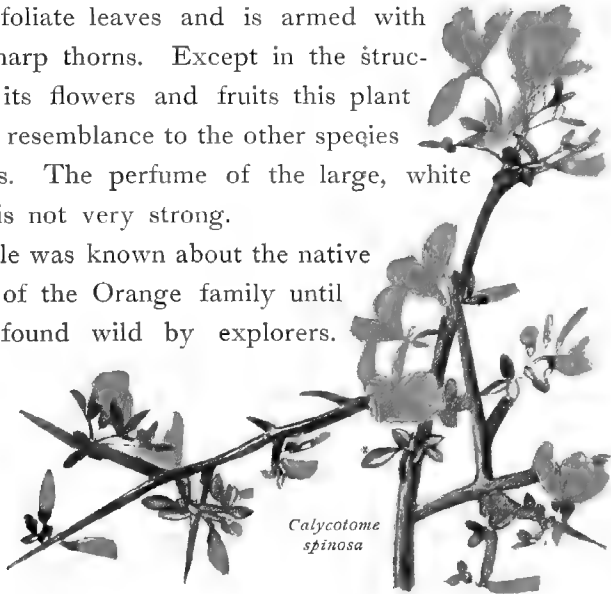 foliate leaves and is armed with
harp thorns. Except in the struc-
its flowers and fruits this plant
resemblance to the other species
s. The perfume of the large, white
is not very strong.
le was known about the native
of the Orange family until
found wild by explorers.
Calycotome
spinosa